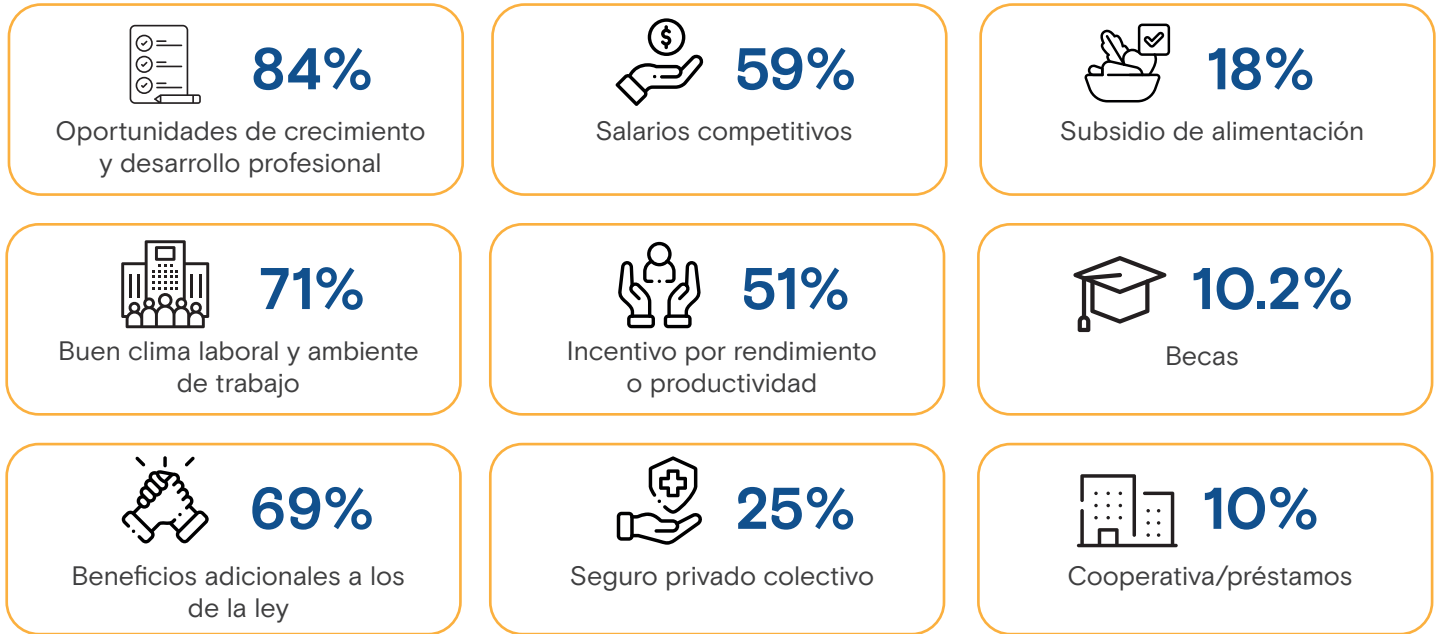 84%
Oportunidades de crecimiento
y desarrollo profesional
59%
Salarios competitivos
18%
Subsidio de alimentación
71%
Buen clima laboral y ambiente
de trabajo
51%
Incentivo por rendimiento
o productividad
10.2%
Becas
69%
Beneficios adicionales a los
de la ley
25%
Seguro privado colectivo
10%
Cooperativa/préstamos